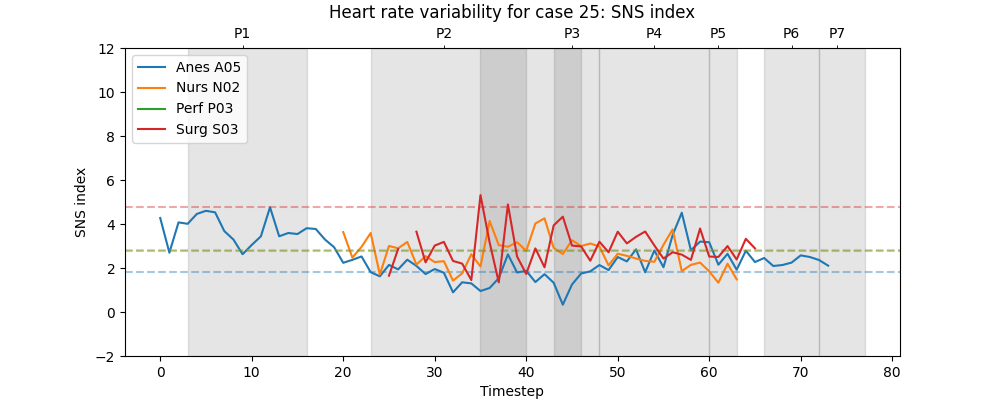 Heart rate variability for case 25: SNS index
P1 P2 P3 P4 P5 P6 P7
12
10
8
6
4
2
0
−2
SNS index
Anes A05
Nurs N02
Perf P03
Surg S03
0 10 20 30 40 50 60 70 80
Timestep